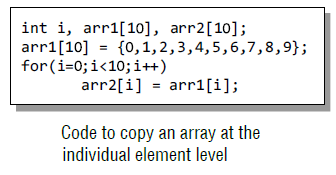 int i, arr1[10], arr2[10];
arr1[10] = {0,1,2,3,4,5,6,7,8,9};
for(i=0;i<10;i++)
arr2[i] = arr1[i];
Code to copy an array at the
individual element level